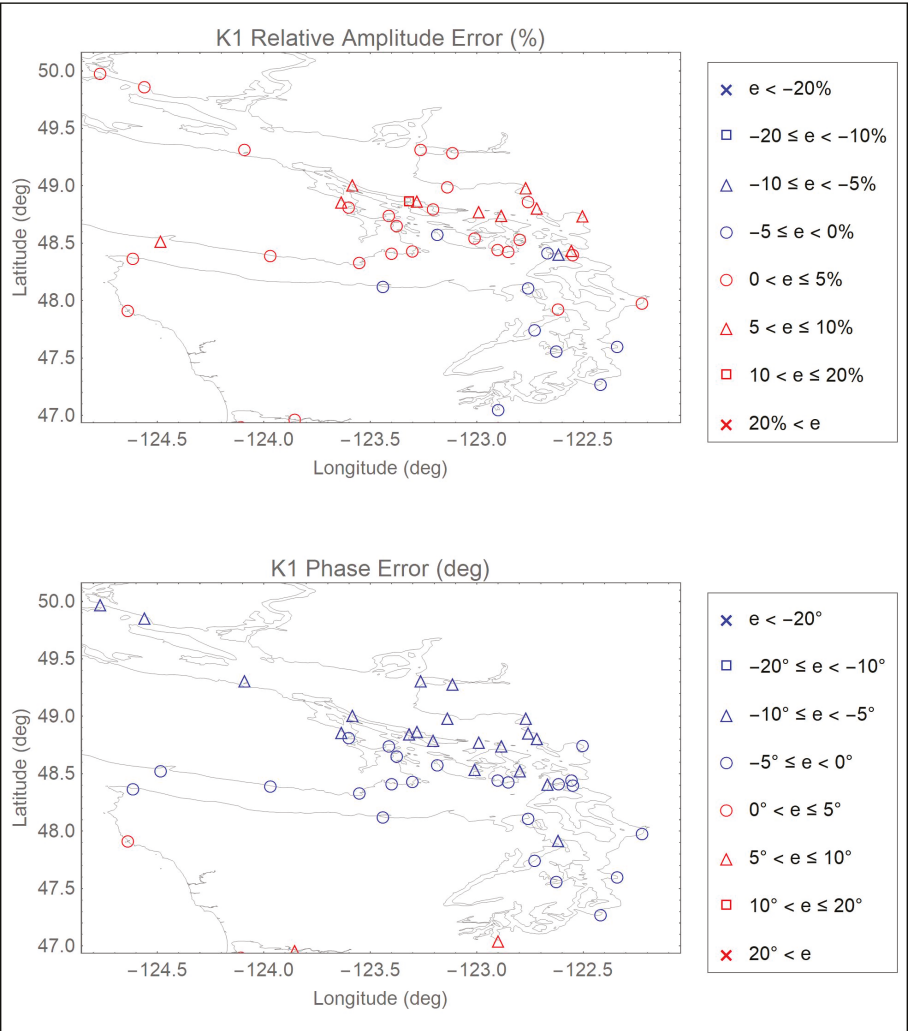 K1 Relative Amplitude Error (%)
50.0
49.5
49.0
48.5
48.0
47.5
47.0
Latitude (deg)
−124.5 −124.0 −123.5 −123.0 −122.5
Longitude (deg)
e < −20%
−20 ≤ e < −10%
−10 ≤ e < −5%
−5 ≤ e < 0%
0 < e ≤ 5%
5 < e ≤ 10%
10 < e ≤ 20%
20% < e
K1 Phase Error (deg)
50.0
49.5
49.0
48.5
48.0
47.5
47.0
Latitude (deg)
−124.5 −124.0 −123.5 −123.0 −122.5
Longitude (deg)
e < −20°
−20° ≤ e < −10°
−10° ≤ e < −5°
−5° ≤ e < 0°
0° < e ≤ 5°
5° < e ≤ 10°
10° < e ≤ 20°
20° < e